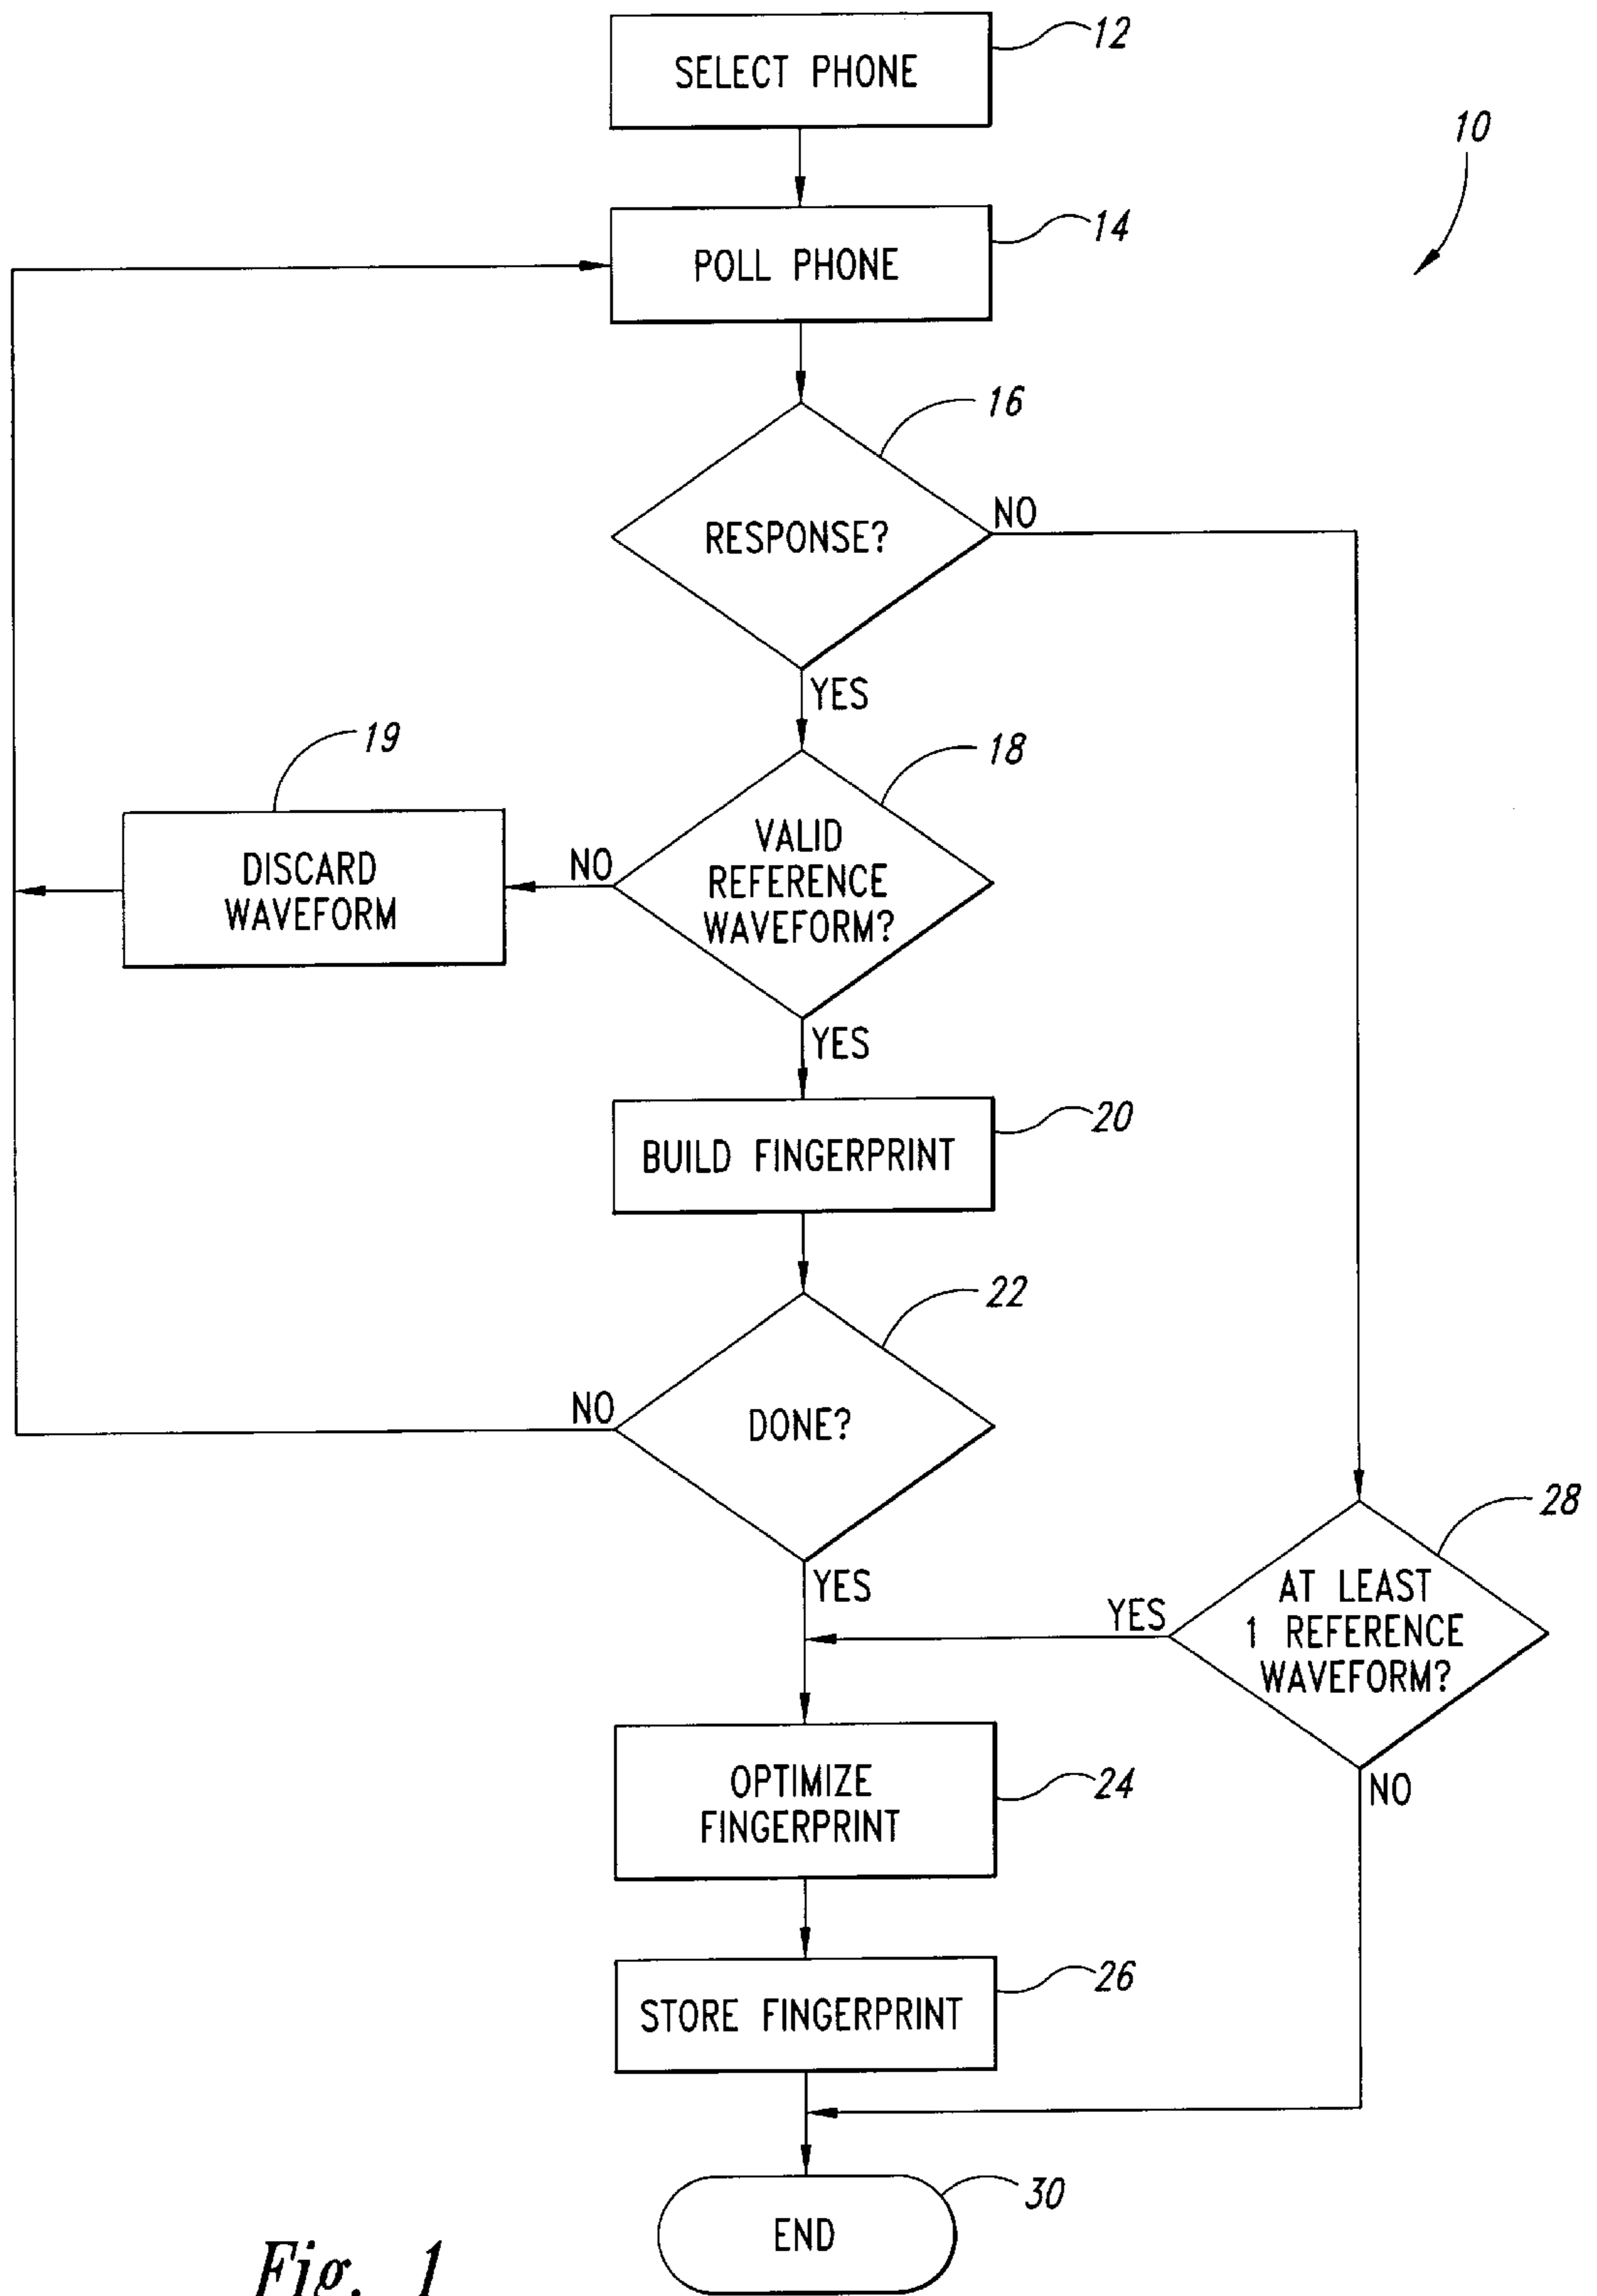 12
SELECT PHONE
10
14
POLL PHONE
16
RESPONSE?
NO
YES
19
18
DISCARD
WAVEFORM
NO
VALID
REFERENCE
WAVEFORM?
YES
20
BUILD FINGERPRINT
22
NO
DONE?
28
YES
YES
AT LEAST
1 REFERENCE
WAVEFORM?
OPTIMIZE
FINGERPRINT
24
NO
26
STORE FINGERPRINT
30
END
Fig. 1